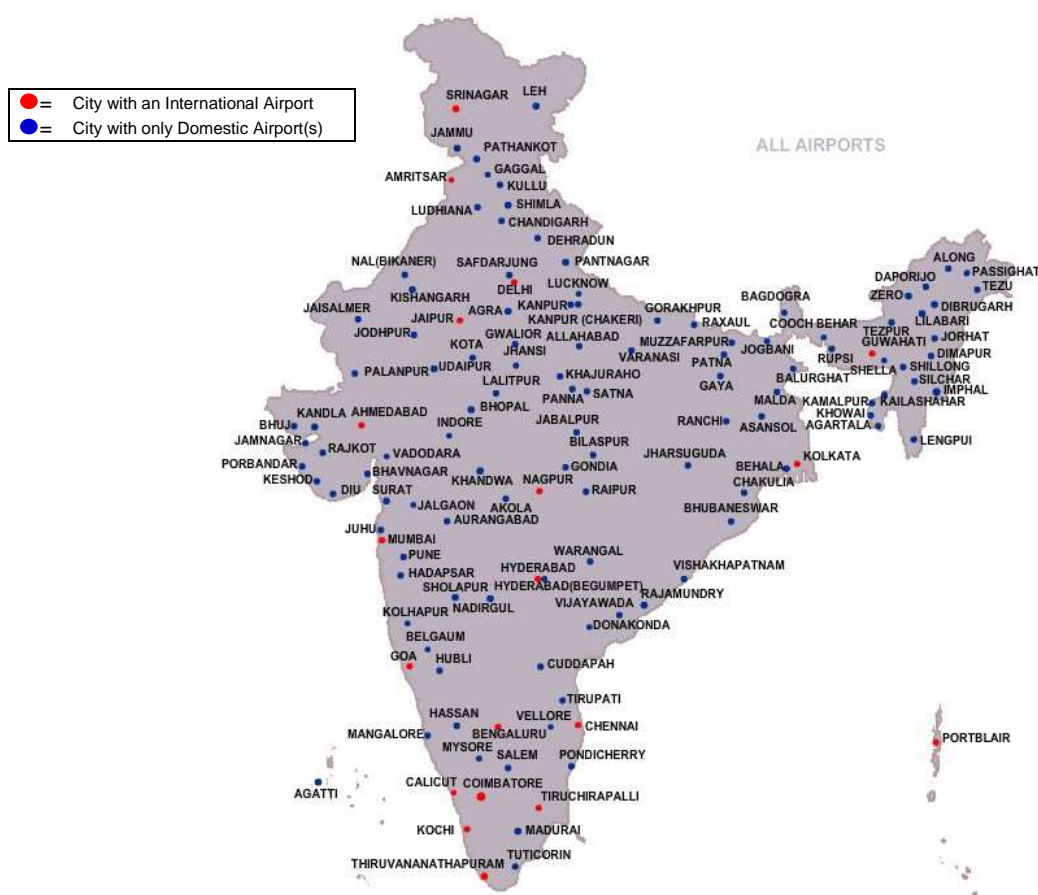 = City with an International Airport
= City with only Domestic Airport(s)
ALL AIRPORTS
SRINAGAR
LEH
JAMMU
PATHANKOT
GAGGAL
AMRITSAR
KULLU
LUDHIANA
SHIMLA
CHANDIGARH
DEHRADUN
NAL(BIKANER)
SAFDARJUNG
PANTNAGAR
DELHI
LUCKNOW
KISHANGARH
JAISALMER
AGRA
KANPUR
GORAKHPUR
BAGDOGRA
ALONG
PASSIGHAT
DAPORIJO
TEZU
ZERO
DIBRUGARH
JAIPUR
KANPUR (CHAKERI)
RAXAUL
COOCH BEHAR
LILABARI
TEZPUR
JODHPUR
GWALIOR
ALLAHABAD
MUZZAFARPUR
JOGBANI
GUWAHATI
JORHAT
KOTA
JHANSI
VARANASI
PATNA
RUPSI
SHELLA
DIMAPUR
PALANPUR
UDAIPUR
KHAJURAHO
GAYA
BALURGHAT
SHILLONG
SILCHAR
LALITPUR
PANNA
SATNA
MALDA
KAMALPUR
KAILASHAHAR
IMPHAL
BHOPAL
KANDLA
AHMEDABAD
KHOWAI
BHUJ
INDORE
JABALPUR
RANCHI
ASANSOL
AGARTALA
JAMNAGAR
RAJKOT
BILASPUR
LENGPUI
VADODARA
JHARSUGUDA
KOLKATA
PORBANDAR
BHAVNAGAR
GONDIA
BEHALA
KESHOD
KHANDWA
NAGPUR
CHAKULIA
DIU
SURAT
JALGAON
AKOLA
RAIPUR
AURANGABAD
BHUBANESWAR
JUHU
MUMBAI
PUNE
WARANGAL
HADAPSAR
HYDERABAD
VISHAKHAPATNAM
SHOLAPUR
HYDERABAD(BEGUMPET)
RAJAMUNDRY
KOLHAPUR
NADIRGUL
VIJAYAWADA
DONAKONDA
BELGAUM
GOA
HUBLI
CUDDAPAH
TIRUPATI
HASSAN
VELLORE
CHENNAI
MANGALORE
BENGALURU
PORTBLAIR
MYSORE
SALEM
PONDICHERRY
AGATTI
CALICUT
COIMBATORE
TIRUCHIRAPALLI
KOCHI
MADURAI
THIRUVANANATHAPURAM
TUTICORIN